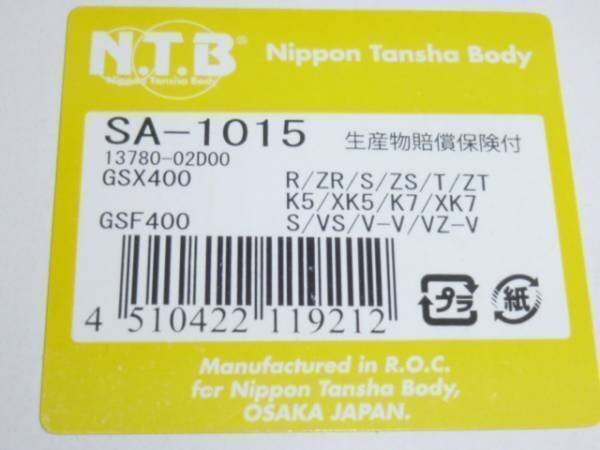 N.T.B®
Nippon Tansha Body
Nippon Tansha Body
SA-1015 生産物賠償保険付
13780-02D00
GSX400 R/ZR/S/ZS/T/ZT
K5/XK5/K7/XK7
GSF400 S/VS/V-V/VZ-V
4 510422 119212
プラ
紙
Manufactured in R.O.C.
for Nippon Tansha Body,
OSAKA JAPAN.